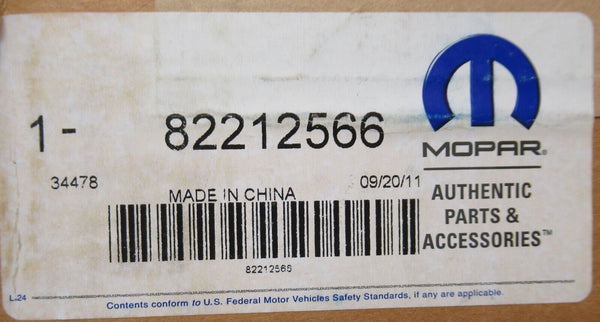 1- 82212566
MOPAR®
34478
09/20/11
MADE IN CHINA
AUTHENTIC
PARTS &
ACCESSORIES™
82212566
L.24
Contents conform to U.S. Federal Motor Vehicles Safety Standards, if any are applicable.